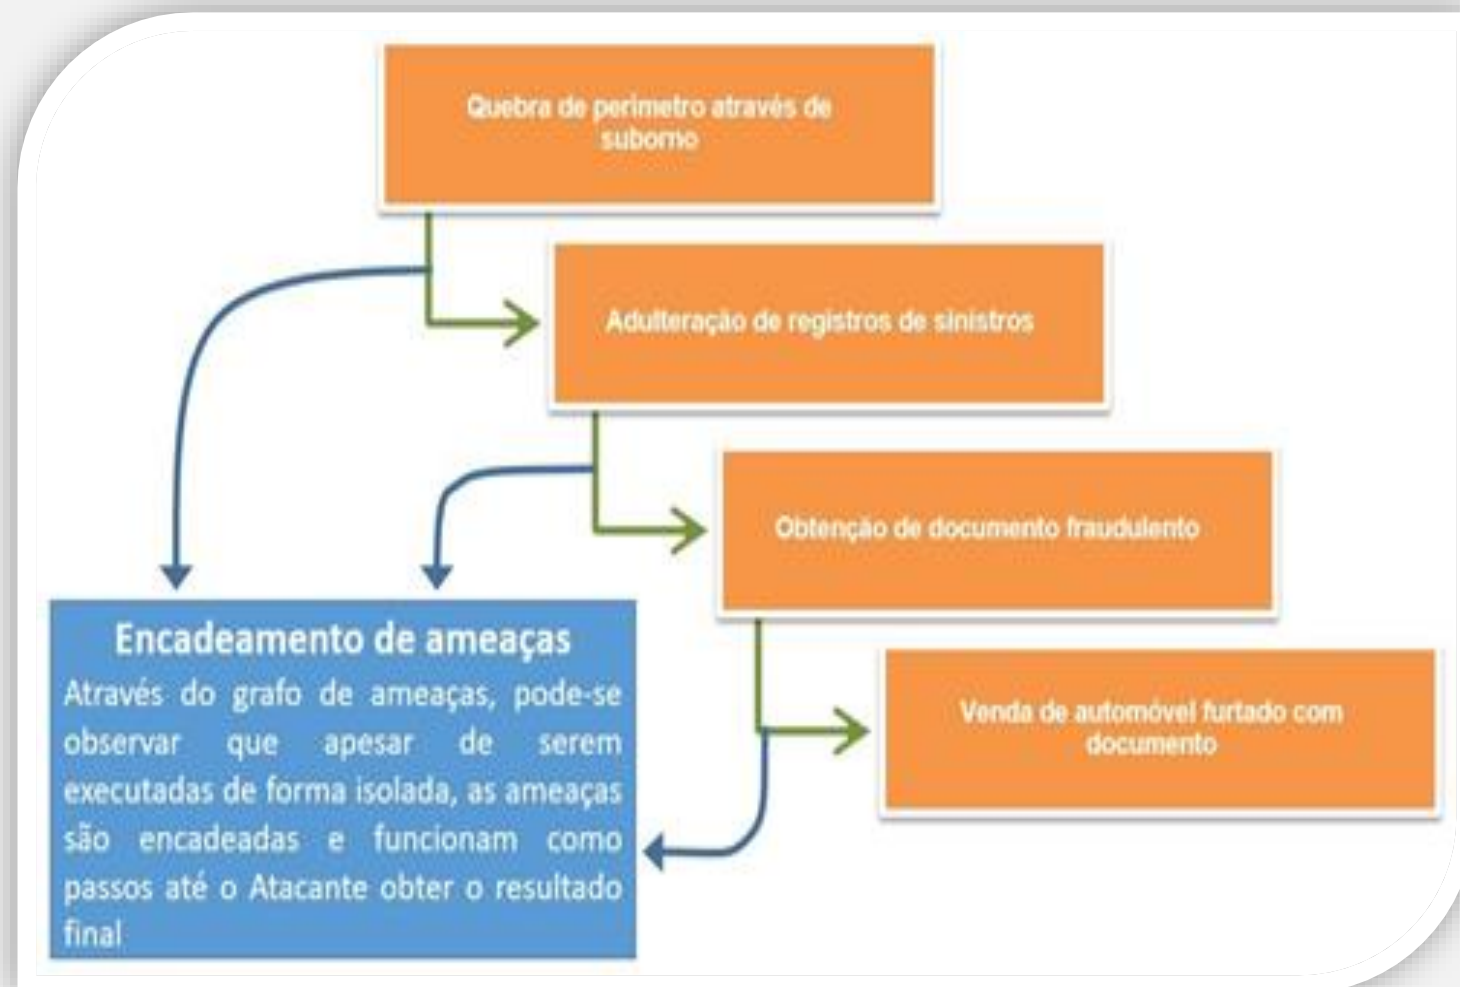 Quebra de perímetro através de
suborno
Adulteração de registros de sinistros
Obtenção de documento fraudulento
Venda de automóvel furtado com
documento
Encadeamento de ameaças
Através do grafo de ameaças, pode-se
observar que apesar de serem
executadas de forma isolada, as ameaças
são encadeadas e funcionam como
passos até o Atacante obter o resultado
final